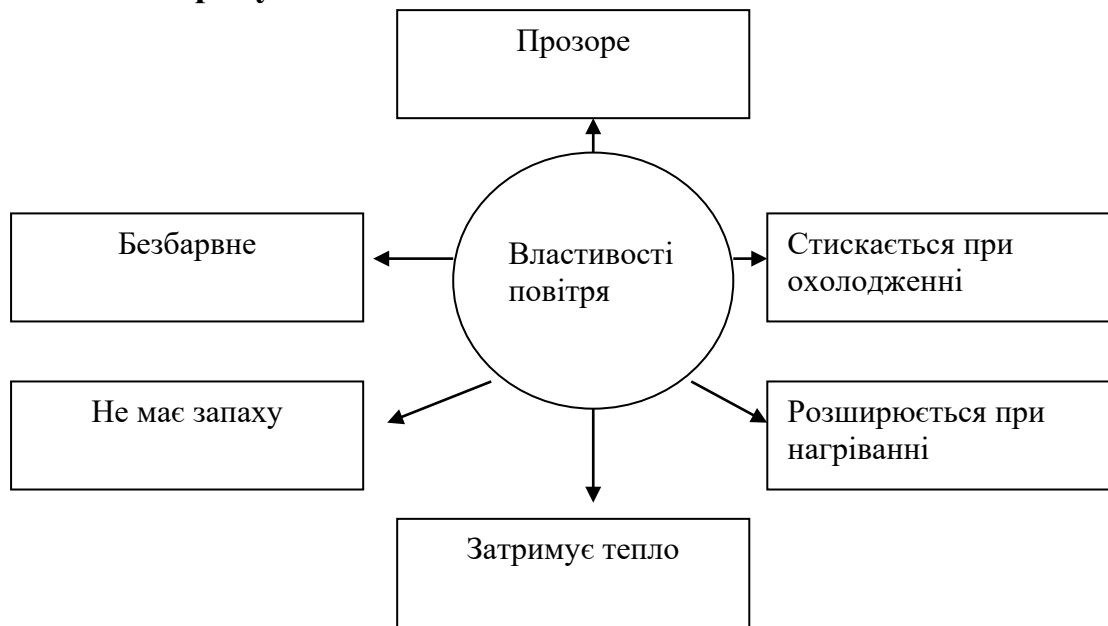 Прозоре
Безбарвне
Властивості
повітря
Стискається при
охолодженні
Не має запаху
Розширюється при
нагріванні
Затримує тепло